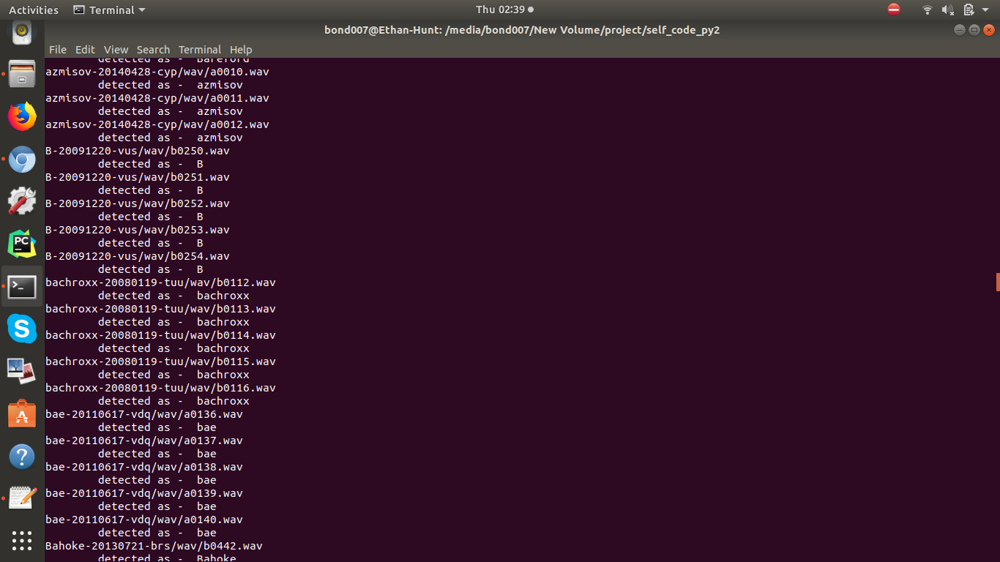 Activities Terminal Thu 02:39
bond007@Ethan-Hunt: /media/bond007/New Volume/project/self_code_py2
File Edit View Search Terminal Help
detected as - Bareford
azmisov-20140428-cyp/wav/a0010.wav
detected as - azmisov
azmisov-20140428-cyp/wav/a0011.wav
detected as - azmisov
azmisov-20140428-cyp/wav/a0012.wav
detected as - azmisov
B-20091220-vus/wav/b0250.wav
detected as - B
B-20091220-vus/wav/b0251.wav
detected as - B
B-20091220-vus/wav/b0252.wav
detected as - B
B-20091220-vus/wav/b0253.wav
detected as - B
B-20091220-vus/wav/b0254.wav
detected as - B
bachroxx-20080119-tuu/wav/b0112.wav
detected as - bachroxx
bachroxx-20080119-tuu/wav/b0113.wav
detected as - bachroxx
bachroxx-20080119-tuu/wav/b0114.wav
detected as - bachroxx
bachroxx-20080119-tuu/wav/b0115.wav
detected as - bachroxx
bachroxx-20080119-tuu/wav/b0116.wav
detected as - bachroxx
bae-20110617-vdq/wav/a0136.wav
detected as - bae
bae-20110617-vdq/wav/a0137.wav
detected as - bae
bae-20110617-vdq/wav/a0138.wav
detected as - bae
bae-20110617-vdq/wav/a0139.wav
detected as - bae
bae-20110617-vdq/wav/a0140.wav
detected as - bae
Bahoke-20130721-brs/wav/b0442.wav
detected as - Bahoke
PC